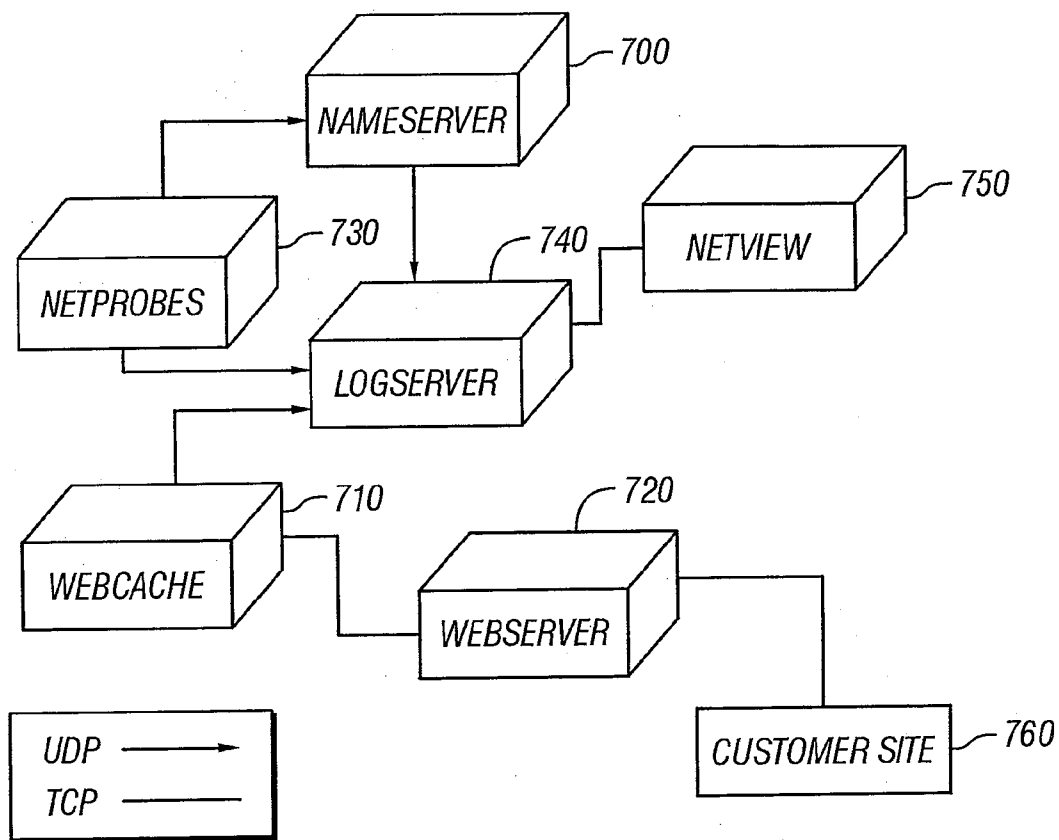 700
NAMESERVER
750
730
740
NETVIEW
NETPROBES
LOGSERVER
710
720
WEBCACHE
WEBSERVER
UDP
TCP
CUSTOMER SITE
760